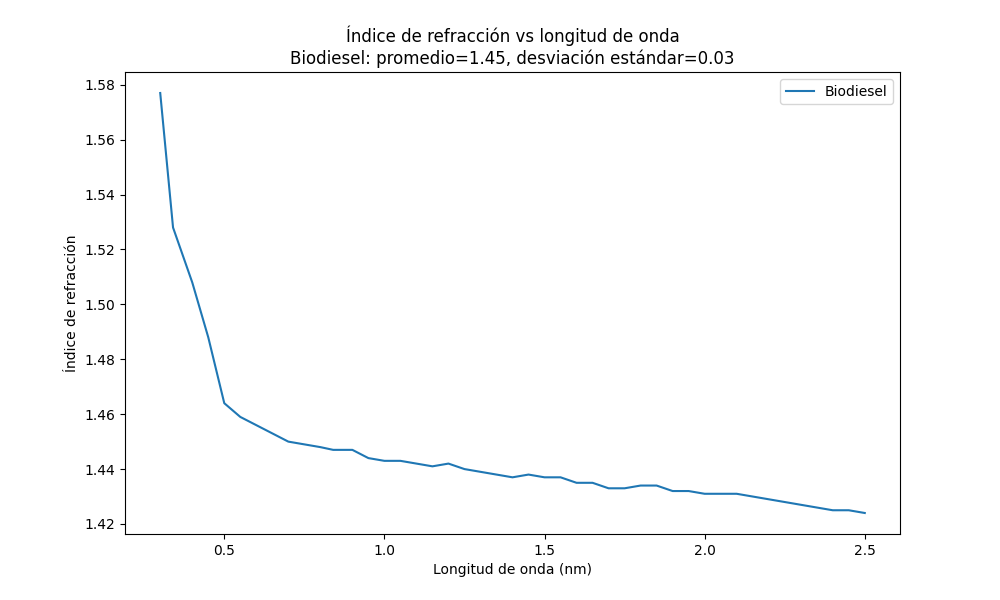 Índice de refracción vs longitud de onda
Biodiesel: promedio=1.45, desviación estándar=0.03
Biodiesel
Índice de refracción
1.58
1.56
1.54
1.52
1.50
1.48
1.46
1.44
1.42
0.5 1.0 1.5 2.0 2.5
Longitud de onda (nm)